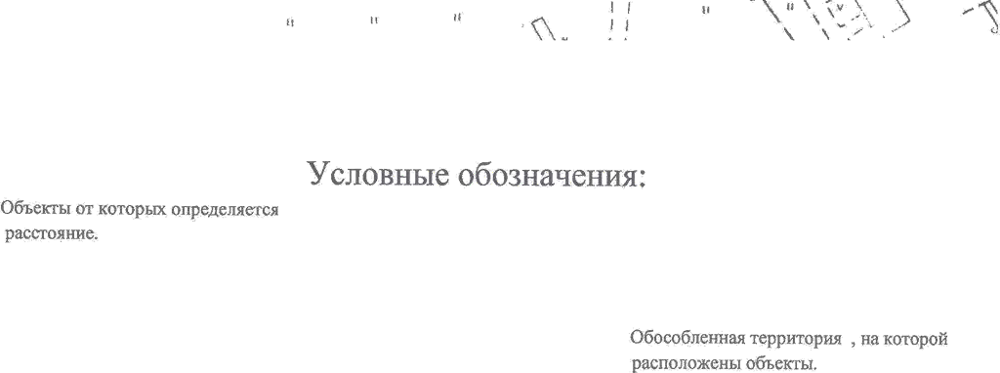 Условные обозначения:
Объекты от которых определяется
расстояние.
Обособленная территория , на которой
расположены объекты.